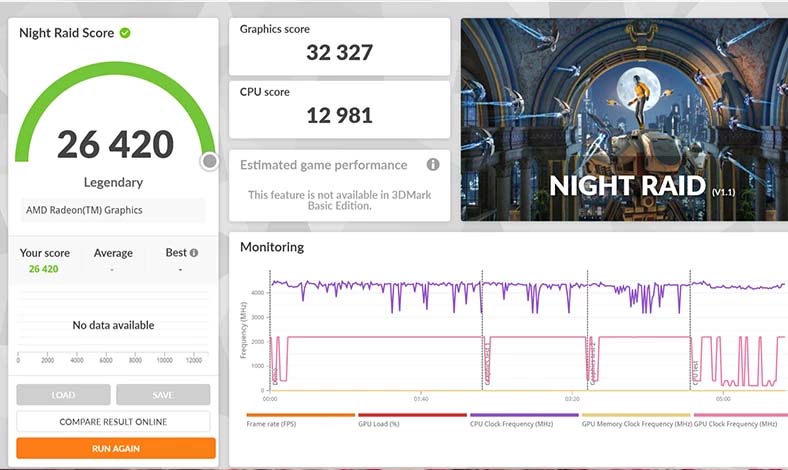 Night Raid Score
26 420
Legendary
AMD Radeon(TM) Graphics
Your score Average Best
26 420 - -
No data available
0 2000 4000 6000 8000 10000 12000
LOAD SAVE
COMPARE RESULT ONLINE
RUN AGAIN
Graphics score
32 327
CPU score
12 981
Estimated game performance
This feature is not available in 3DMark
Basic Edition.
NIGHT RAID (V1.1)
Monitoring
Frequency (MHz)
4000
3000
2000
1000
0
Demo
Graphics test 1
Graphics test 2
CPU Test
00:00 01:40 03:20 05:00
Frame rate (FPS) GPU Load (%) CPU Clock Frequency (MHz) GPU Memory Clock Frequency (MHz) GPU Clock Frequency (MHz)